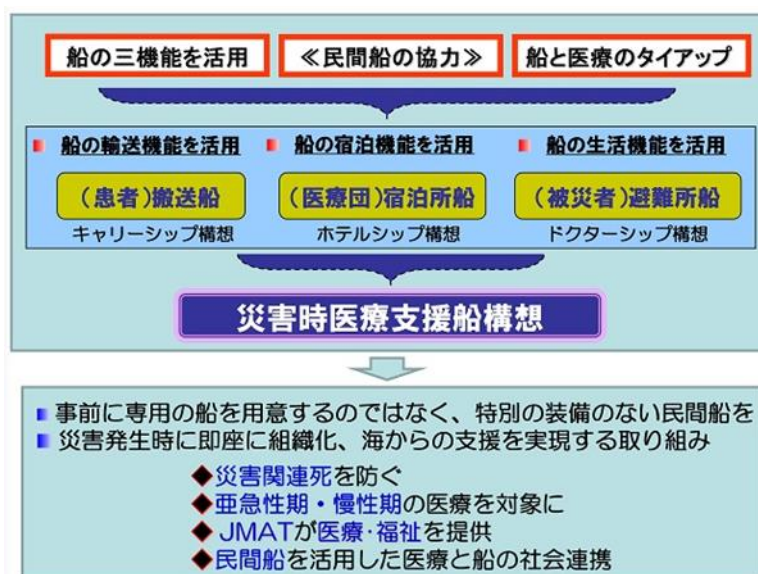 船の三機能を活用
≪民間船の協力≫
船と医療のタイアップ
船の輸送機能を活用
船の宿泊機能を活用
船の生活機能を活用
(患者)搬送船
(医療団)宿泊所船
(被災者)避難所船
キャリーシップ構想
ホテルシップ構想
ドクターシップ構想
災害時医療支援船構想
事前に専用の船を用意するのではなく、特別の装備のない民間船を
災害発生時に即座に組織化、海からの支援を実現する取り組み
◆災害関連死を防ぐ
◆亜急性期・慢性期の医療を対象に
◆JMATが医療・福祉を提供
◆民間船を活用した医療と船の社会連携